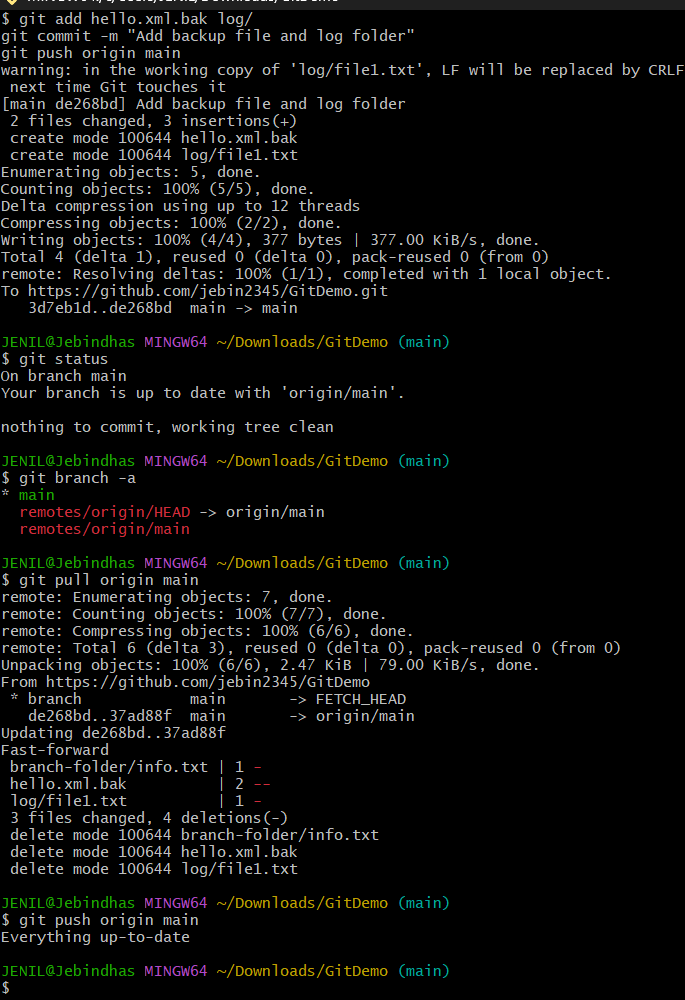 $ git add hello.xml.bak log/
git commit -m "Add backup file and log folder"
git push origin main
warning: in the working copy of 'log/file1.txt', LF will be replaced by CRLF
 next time Git touches it
[main de268bd] Add backup file and log folder
 2 files changed, 3 insertions(+)
 create mode 100644 hello.xml.bak
 create mode 100644 log/file1.txt
Enumerating objects: 5, done.
Counting objects: 100% (5/5), done.
Delta compression using up to 12 threads
Compressing objects: 100% (2/2), done.
Writing objects: 100% (4/4), 377 bytes | 377.00 KiB/s, done.
Total 4 (delta 1), reused 0 (delta 0), pack-reused 0 (from 0)
remote: Resolving deltas: 100% (1/1), completed with 1 local object.
To https://github.com/jebin2345/GitDemo.git
   3d7eb1d..de268bd  main -> main
JENIL@Jebindhas MINGW64 ~/Downloads/GitDemo (main)
$ git status
On branch main
Your branch is up to date with 'origin/main'.
nothing to commit, working tree clean
JENIL@Jebindhas MINGW64 ~/Downloads/GitDemo (main)
$ git branch -a
* main
  remotes/origin/HEAD -> origin/main
  remotes/origin/main
JENIL@Jebindhas MINGW64 ~/Downloads/GitDemo (main)
$ git pull origin main
remote: Enumerating objects: 7, done.
remote: Counting objects: 100% (7/7), done.
remote: Compressing objects: 100% (6/6), done.
remote: Total 6 (delta 3), reused 0 (delta 0), pack-reused 0 (from 0)
Unpacking objects: 100% (6/6), 2.47 KiB | 79.00 KiB/s, done.
From https://github.com/jebin2345/GitDemo
 * branch            main       -> FETCH_HEAD
   de268bd..37ad88f  main       -> origin/main
Updating de268bd..37ad88f
Fast-forward
 branch-folder/info.txt | 1 -
 hello.xml.bak          | 2 --
 log/file1.txt          | 1 -
 3 files changed, 4 deletions(-)
 delete mode 100644 branch-folder/info.txt
 delete mode 100644 hello.xml.bak
 delete mode 100644 log/file1.txt
JENIL@Jebindhas MINGW64 ~/Downloads/GitDemo (main)
$ git push origin main
Everything up-to-date
JENIL@Jebindhas MINGW64 ~/Downloads/GitDemo (main)
$